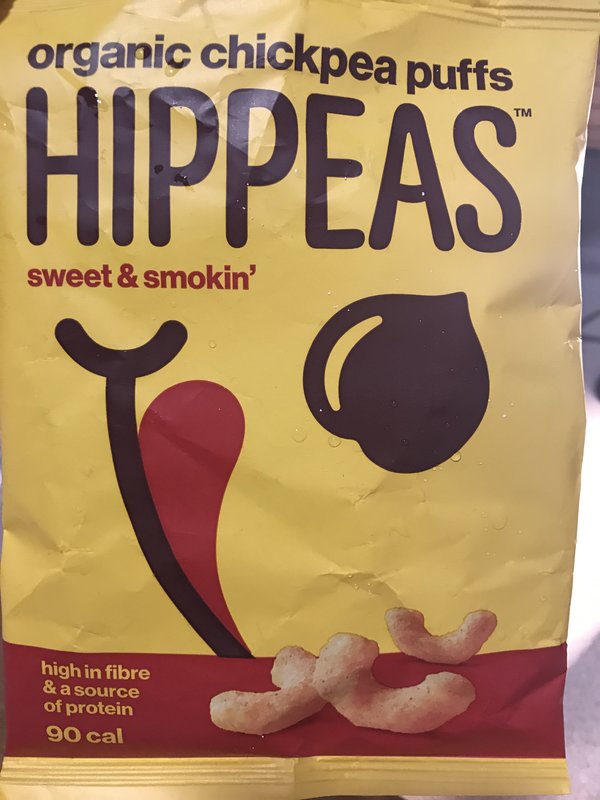 organic chickpea puffs
HIPPEAS™
sweet & smokin’
high in fibre
& a source
of protein
90 cal